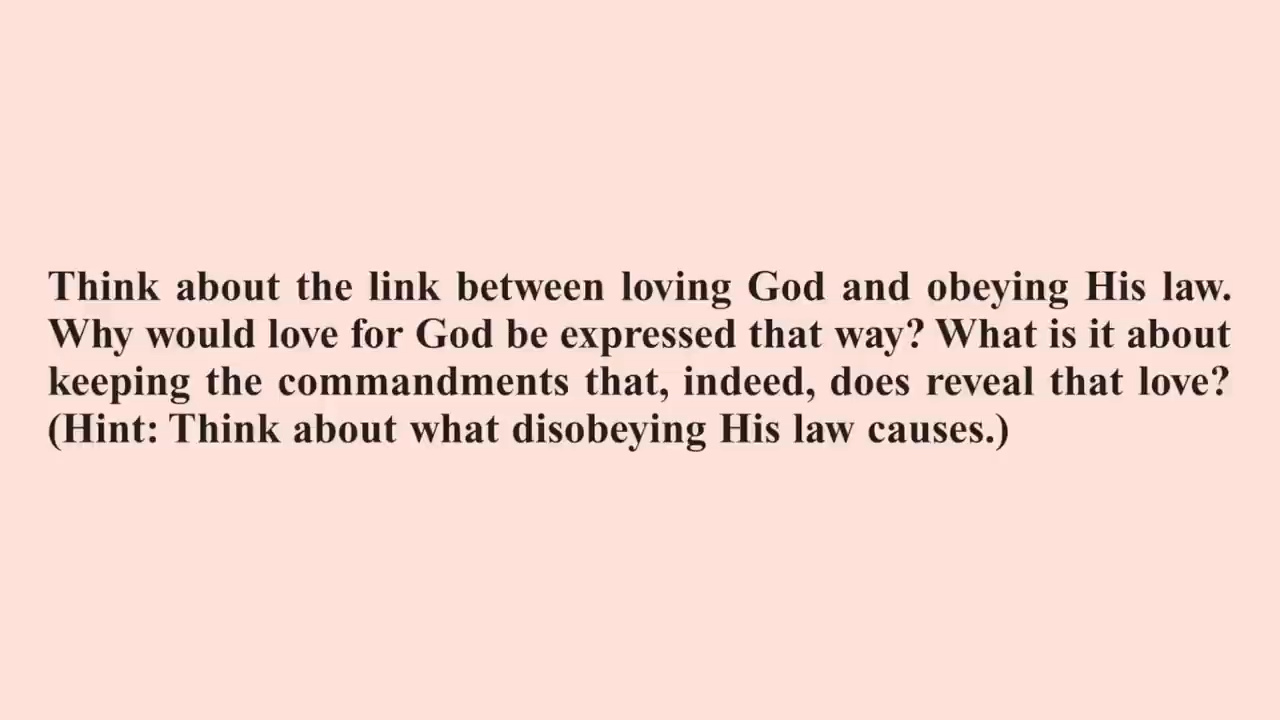 Think about the link between loving God and obeying His law.
Why would love for God be expressed that way? What is it about
keeping the commandments that, indeed, does reveal that love?
(Hint: Think about what disobeying His law causes.)